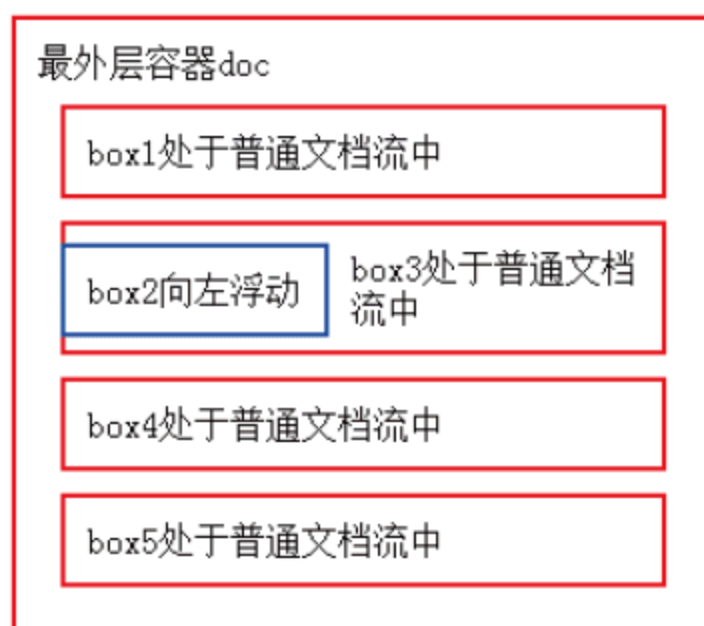 最外层容器doc
box1处于普通文档流中
box2向左浮动
box3处于普通文档
流中
box4处于普通文档流中
box5处于普通文档流中